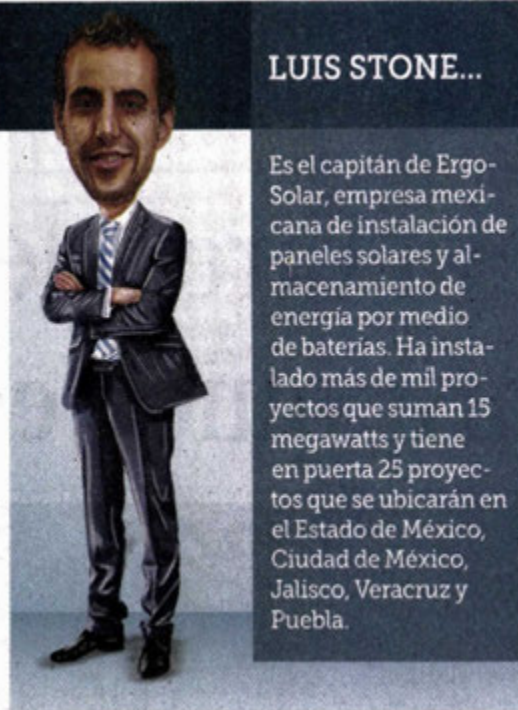 LUIS STONE...
Es el capitán de Ergo-
Solar, empresa mexi-
cana de instalación de
paneles solares y al-
macenamiento de
energía por medio
de baterías. Ha insta-
lado más de mil pro-
yectos que suman 15
megawatts y tiene
en puerta 25 proyec-
tos que se ubicarán en
el Estado de México,
Ciudad de México,
Jalisco, Veracruz y
Puebla.